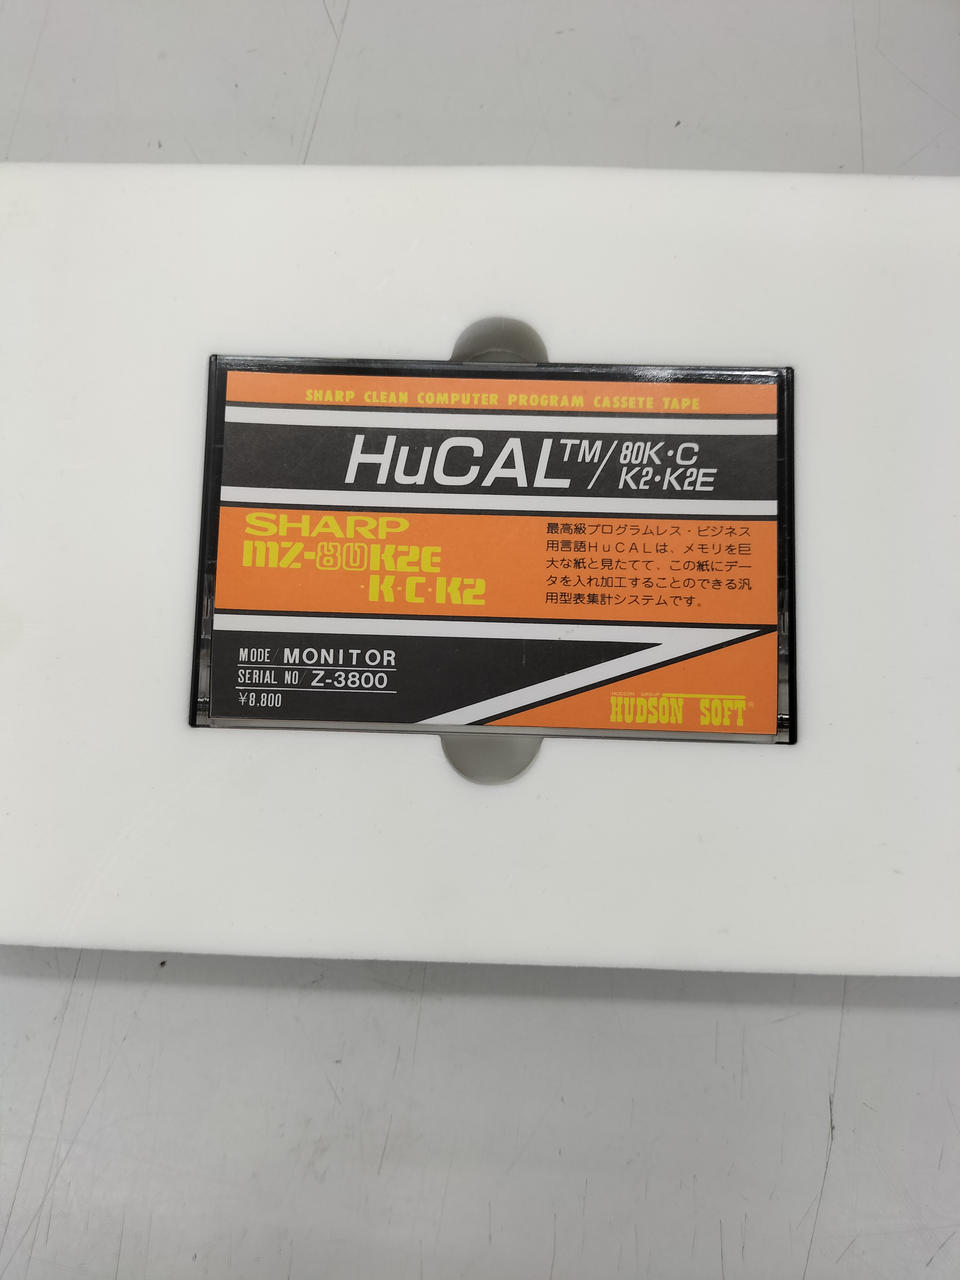 SHARP CLEAN COMPUTER PROGRAM CASSETE TAPE
HuCAL™/80K·C
K2·K2E
SHARP
MZ-80K2E
·K·C·K2
最高級プログラムレス・ビジネス
用言語HuCALは、メモリを巨
大な紙と見たてて、この紙にデー
タを入れ加工することのできる汎
用型表集計システムです。
MODE/MONITOR
SERIAL NO/Z-3800
¥8,800
HUDSON GROUP
HUDSON SOFT®